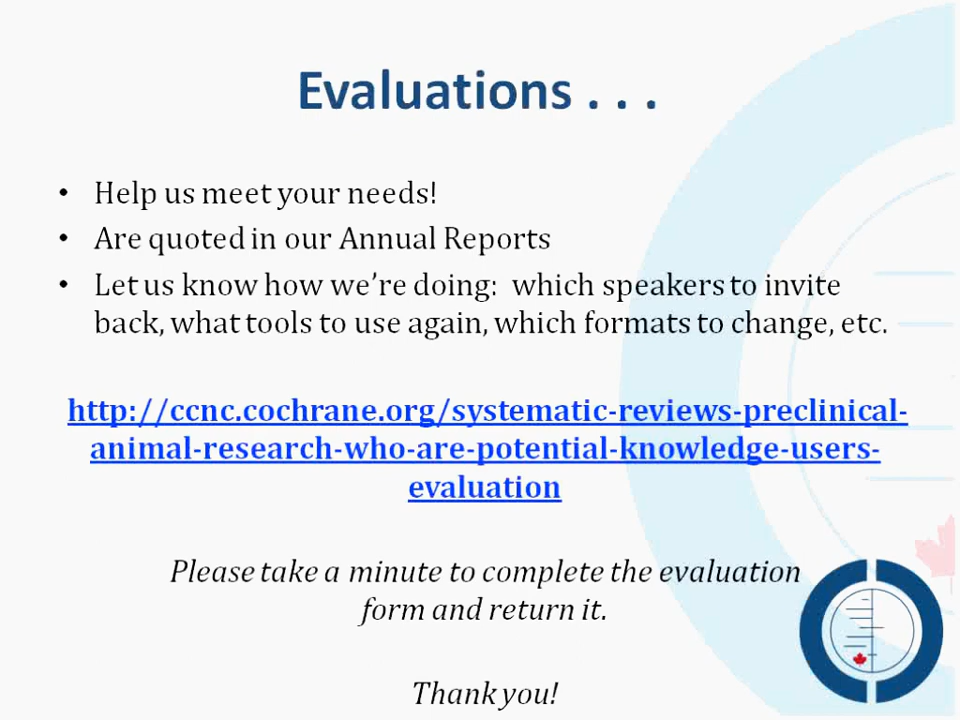 Evaluations . . .
• Help us meet your needs!
• Are quoted in our Annual Reports
• Let us know how we're doing:  which speakers to invite
back, what tools to use again, which formats to change, etc.
http://ccnc.cochrane.org/systematic-reviews-preclinical-
animal-research-who-are-potential-knowledge-users-
evaluation
Please take a minute to complete the evaluation
form and return it.
Thank you!